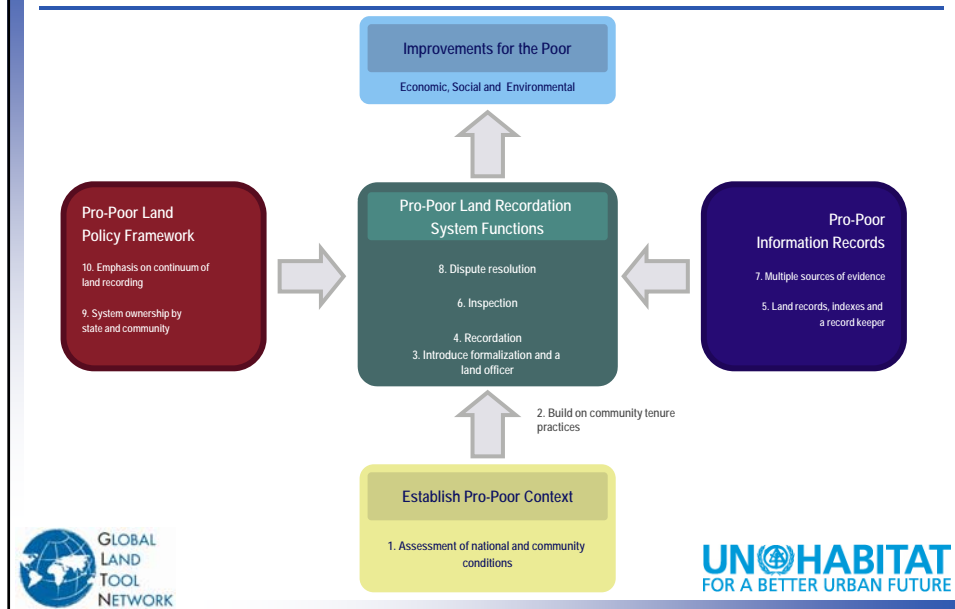 Improvements for the Poor
Economic, Social and Environmental
Pro-Poor Land
Policy Framework
10. Emphasis on continuum of
land recording
9. System ownership by
state and community
Pro-Poor Land Recordation
System Functions
8. Dispute resolution
6. Inspection
4. Recordation
3. Introduce formalization and a
land officer
Pro-Poor
Information Records
7. Multiple sources of evidence
5. Land records, indexes and
a record keeper
2. Build on community tenure
practices
Establish Pro-Poor Context
1. Assessment of national and community
conditions
GLOBAL
LAND
TOOL
NETWORK
UN HABITAT
FOR A BETTER URBAN FUTURE